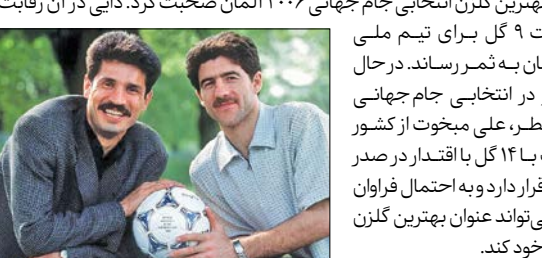 بهترین گلزن انتخابی جام جهانی ۲۰۰۶ آلمان صحبت کرد. دایی در آن رقابت
ت ۹ گل برای تیم ملی
مان به ثمر رساند. در حال
ر در انتخابی جام جهانی
قطر، علی مبخوت از کشور
ت با ۱۴ گل با اقتدار در صدر
قرار دارد و به احتمال فراوان
ی‌تواند عنوان بهترین گلزن
خود کند.